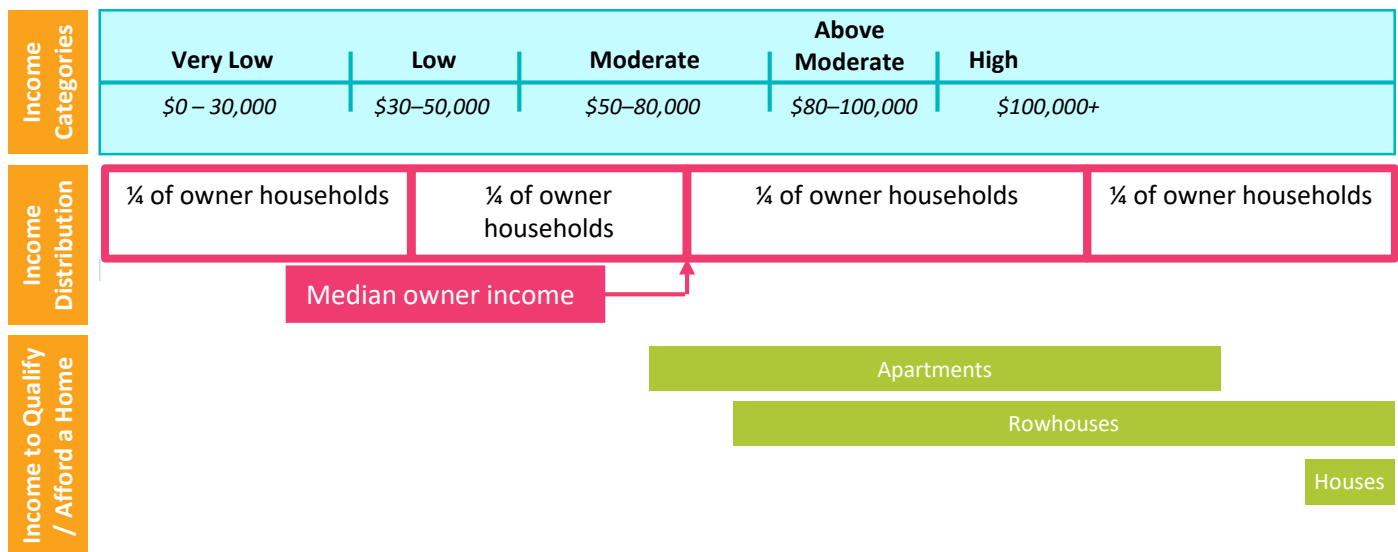 Income
Categories
Very Low
Low
Moderate
Above
Moderate
High
$0 – 30,000
$30–50,000
$50–80,000
$80–100,000
$100,000+
Income
Distribution
¼ of owner households
¼ of owner
households
¼ of owner households
¼ of owner households
Median owner income
Income to Qualify
/ Afford a Home
Apartments
Rowhouses
Houses